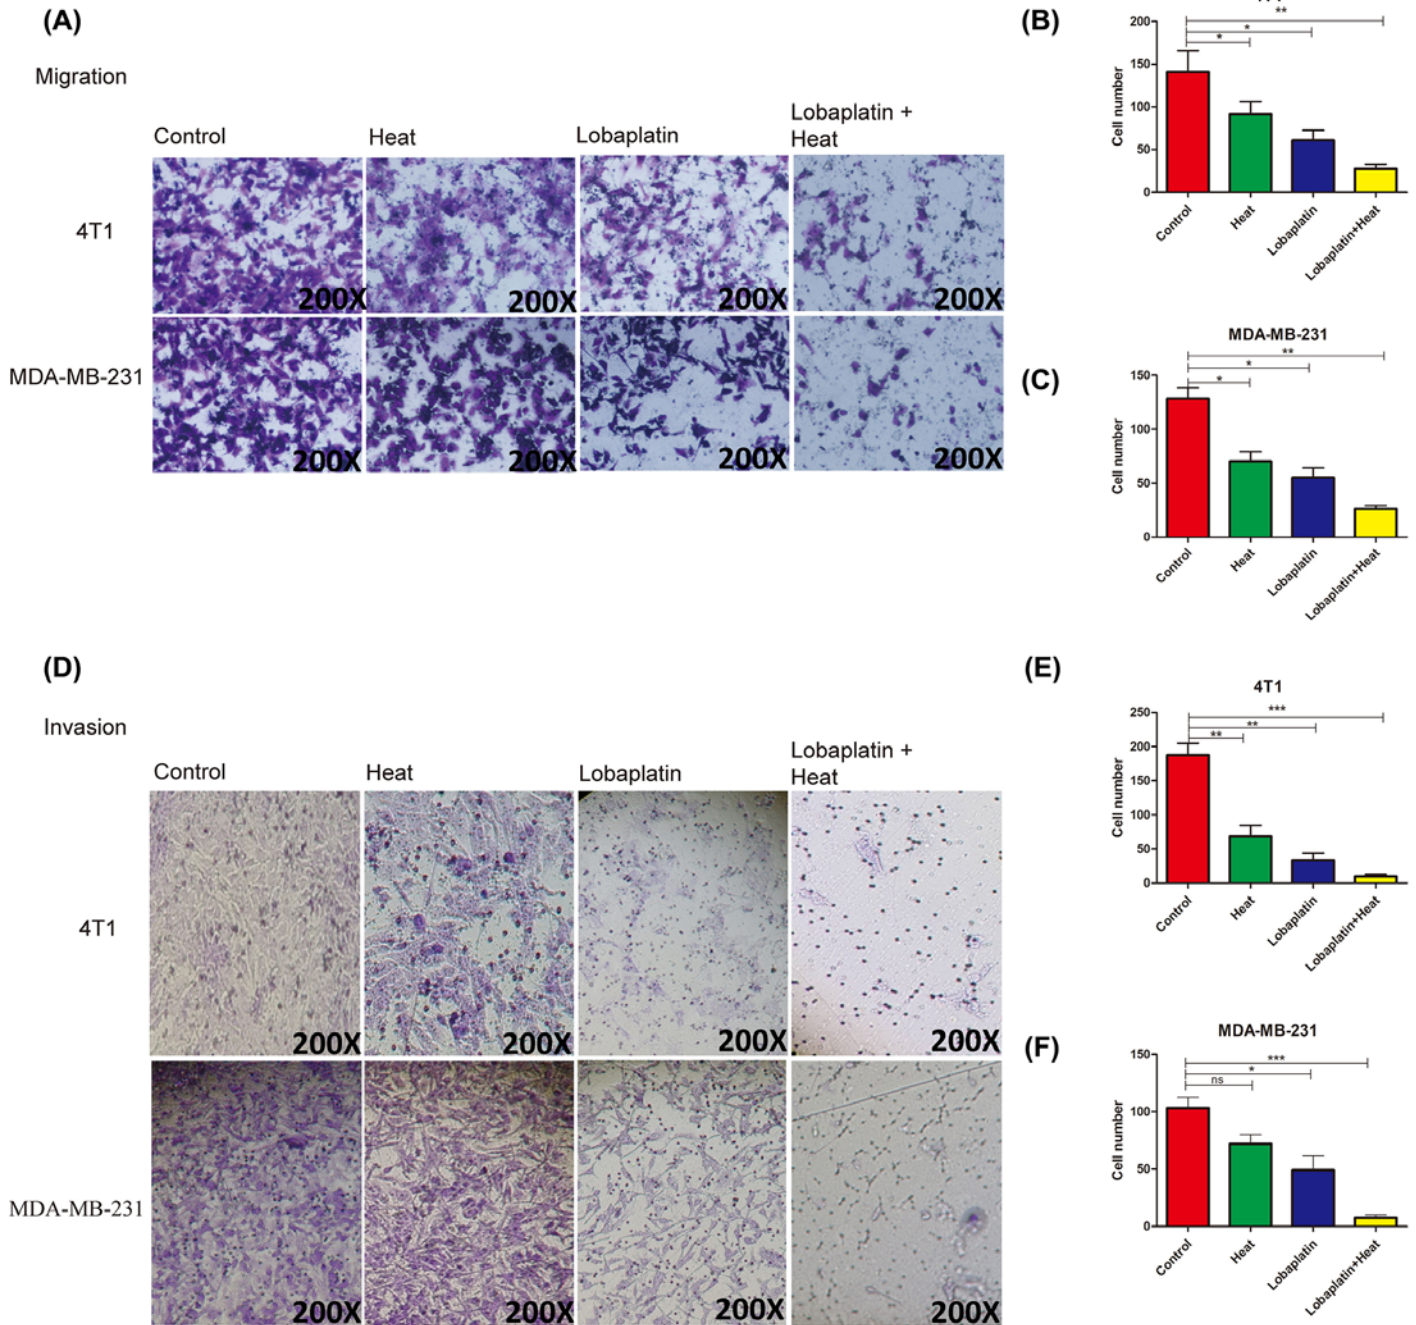 (A)
Migration
Control
Heat
Lobaplatin
Lobaplatin +
Heat
4T1
200X
200X
200X
200X
MDA-MB-231
200X
200X
200X
200X
(B)
**
*
*
Cell number
200
150
100
50
0
Control
Heat
Lobaplatin
Lobaplatin+Heat
(C)
MDA-MB-231
**
*
*
Cell number
150
100
50
0
Control
Heat
Lobaplatin
Lobaplatin+Heat
(D)
Invasion
Control
Heat
Lobaplatin
Lobaplatin +
Heat
4T1
200X
200X
200X
200X
MDA-MB-231
200X
200X
200X
200X
(E)
4T1
***
**
**
Cell number
250
200
150
100
50
0
Control
Heat
Lobaplatin
Lobaplatin+Heat
(F)
MDA-MB-231
***
*
ns
Cell number
150
100
50
0
Control
Heat
Lobaplatin
Lobaplatin+Heat